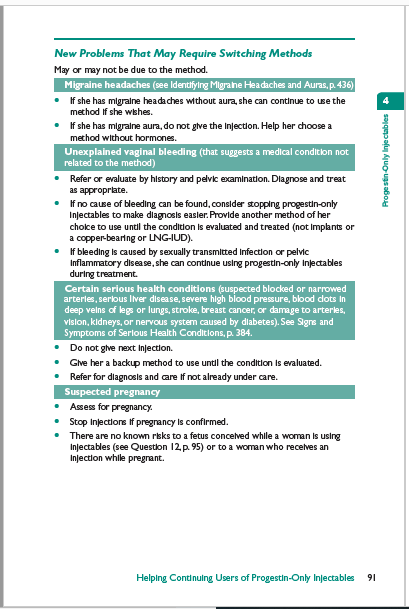 New Problems That May Require Switching Methods
May or may not be due to the method.
Migraine headaches (see Identifying Migraine Headaches and Auras, p. 436)
• If she has migraine headaches without aura, she can continue to use the
method if she wishes.
• If she has migraine aura, do not give the injection. Help her choose a
method without hormones.
Unexplained vaginal bleeding (that suggests a medical condition not
related to the method)
• Refer or evaluate by history and pelvic examination. Diagnose and treat
as appropriate.
• If no cause of bleeding can be found, consider stopping progestin-only
injectables to make diagnosis easier. Provide another method of her
choice to use until the condition is evaluated and treated (not implants or
a copper-bearing or LNG-IUD).
• If bleeding is caused by sexually transmitted infection or pelvic
inflammatory disease, she can continue using progestin-only injectables
during treatment.
Certain serious health conditions (suspected blocked or narrowed
arteries, serious liver disease, severe high blood pressure, blood clots in
deep veins of legs or lungs, stroke, breast cancer, or damage to arteries,
vision, kidneys, or nervous system caused by diabetes). See Signs and
Symptoms of Serious Health Conditions, p. 384.
• Do not give next injection.
• Give her a backup method to use until the condition is evaluated.
• Refer for diagnosis and care if not already under care.
Suspected pregnancy
• Assess for pregnancy.
• Stop injections if pregnancy is confirmed.
• There are no known risks to a fetus conceived while a woman is using
injectables (see Question 12, p. 95) or to a woman who receives an
injection while pregnant.
4
Progestin-Only Injectables
Helping Continuing Users of Progestin-Only Injectables 91